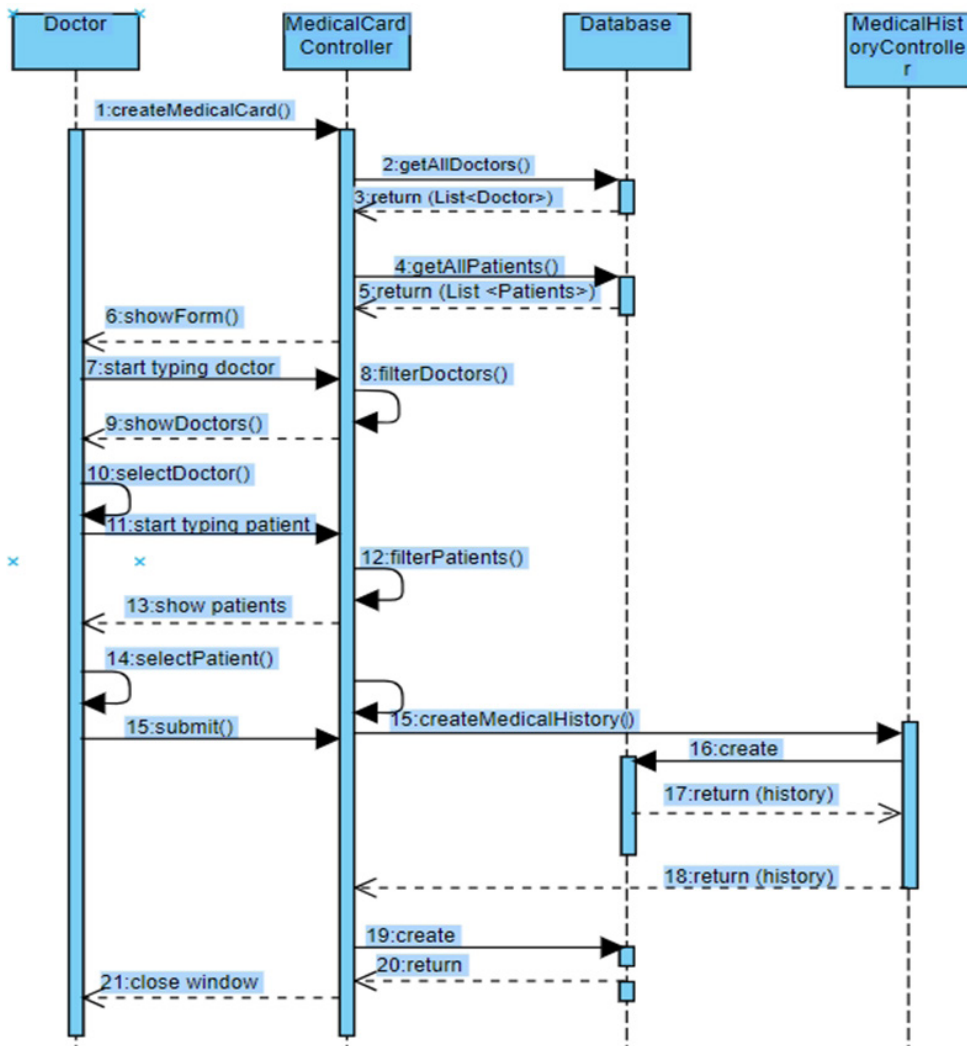 Doctor
MedicalCard
Controller
Database
MedicalHist
oryControlle
r
1:createMedicalCard()
2:getAllDoctors()
3:return (List<Doctor>)
4:getAllPatients()
5:return (List <Patients>)
6:showForm()
7:start typing doctor
8:filterDoctors()
9:showDoctors()
10:selectDoctor()
11:start typing patient
12:filterPatients()
13:show patients
14:selectPatient()
15:createMedicalHistory()
15:submit()
16:create
17:return (history)
18:return (history)
19:create
20:return
21:close window